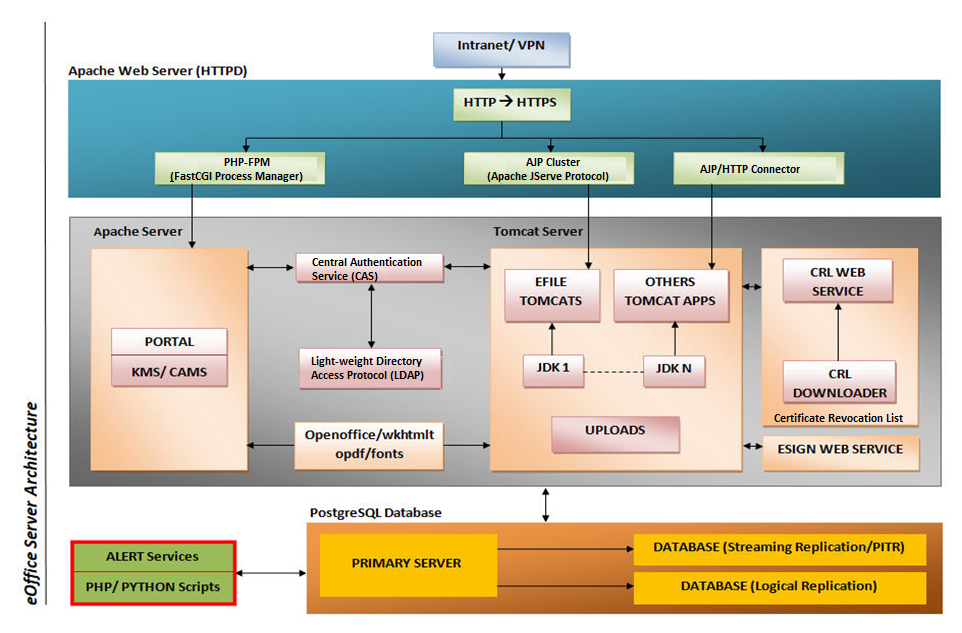 Intranet/ VPN
Apache Web Server (HTTPD)
HTTP → HTTPS
PHP-FPM
(FastCGI Process Manager)
AJP Cluster
(Apache JServe Protocol)
AJP/HTTP Connector
Apache Server
Tomcat Server
Central Authentication
Service (CAS)
EFILE
TOMCATS
OTHERS
TOMCAT APPS
CRL WEB
SERVICE
PORTAL
KMS/ CAMS
Light-weight Directory
Access Protocol (LDAP)
JDK 1
JDK N
CRL
DOWNLOADER
Certificate Revocation List
Openoffice/wkhtmlt
opdf/fonts
UPLOADS
ESIGN WEB SERVICE
eOffice Server Architecture
PostgreSQL Database
ALERT Services
PHP/ PYTHON Scripts
PRIMARY SERVER
DATABASE (Streaming Replication/PITR)
DATABASE (Logical Replication)